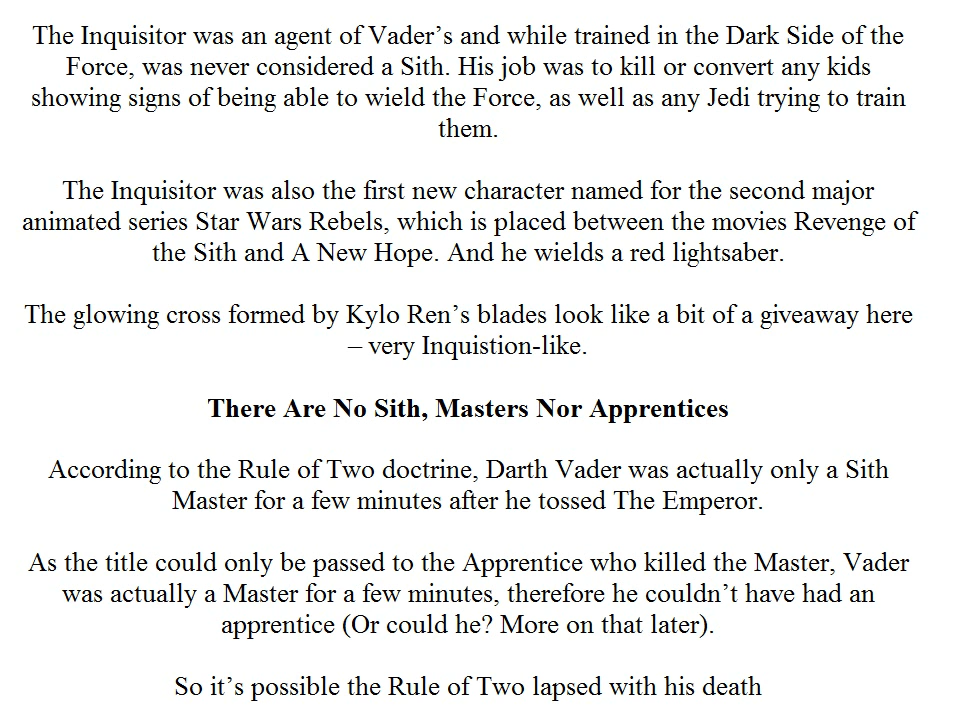 The Inquisitor was an agent of Vader’s and while trained in the Dark Side of the
Force, was never considered a Sith. His job was to kill or convert any kids
showing signs of being able to wield the Force, as well as any Jedi trying to train
them.
The Inquisitor was also the first new character named for the second major
animated series Star Wars Rebels, which is placed between the movies Revenge of
the Sith and A New Hope. And he wields a red lightsaber.
The glowing cross formed by Kylo Ren’s blades look like a bit of a giveaway here
– very Inquistion-like.
There Are No Sith, Masters Nor Apprentices
According to the Rule of Two doctrine, Darth Vader was actually only a Sith
Master for a few minutes after he tossed The Emperor.
As the title could only be passed to the Apprentice who killed the Master, Vader
was actually a Master for a few minutes, therefore he couldn’t have had an
apprentice (Or could he? More on that later).
So it’s possible the Rule of Two lapsed with his death